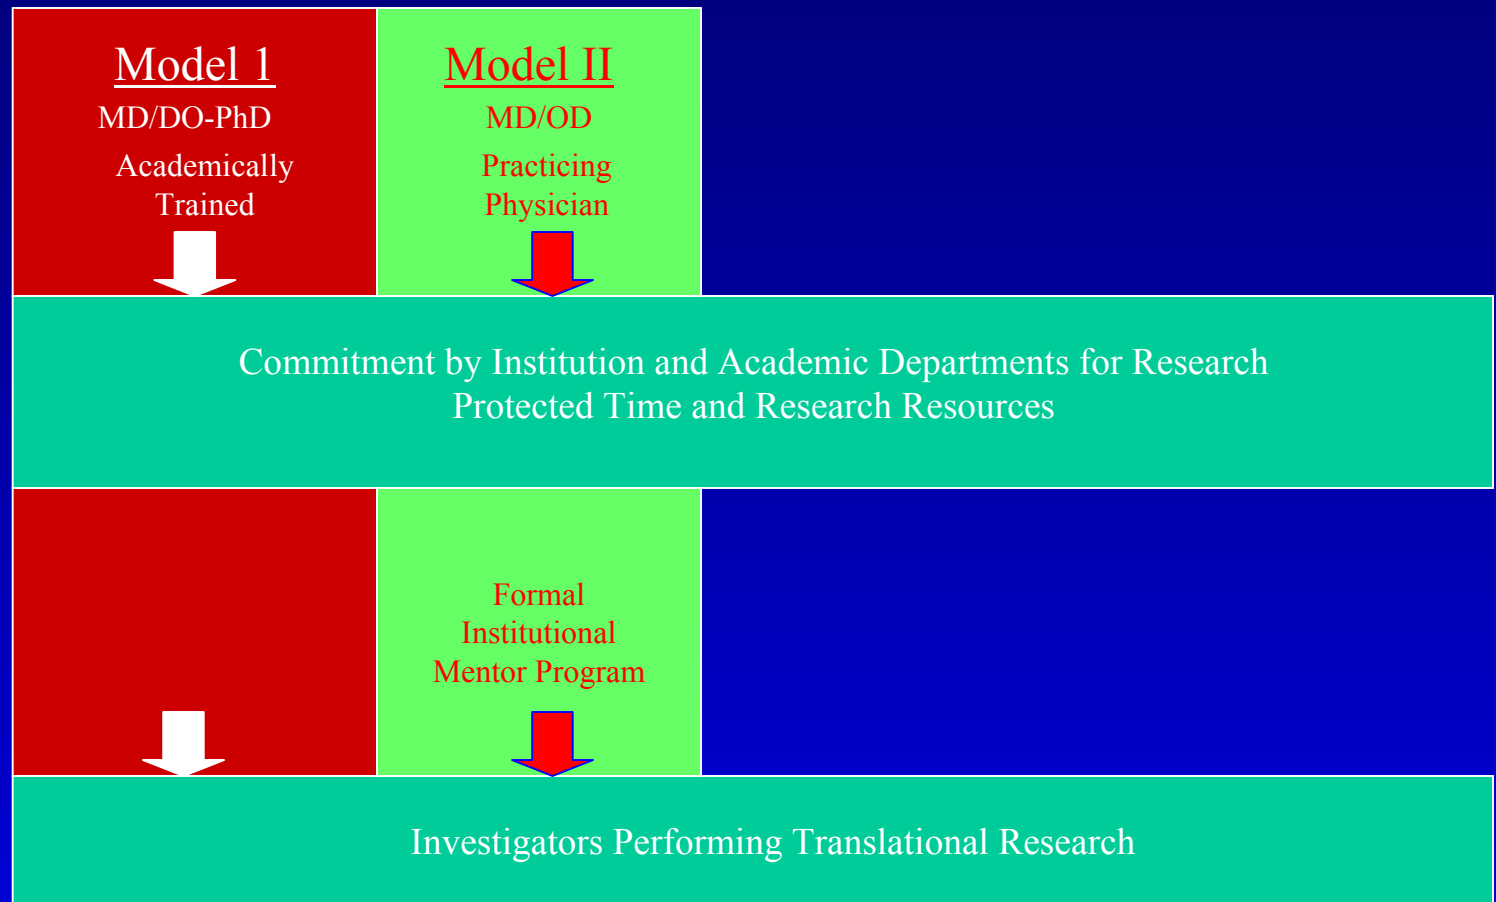 Model 1
MD/DO-PhD
Academically
Trained
Model II
MD/OD
Practicing
Physician
Commitment by Institution and Academic Departments for Research
Protected Time and Research Resources
Formal
Institutional
Mentor Program
Investigators Performing Translational Research